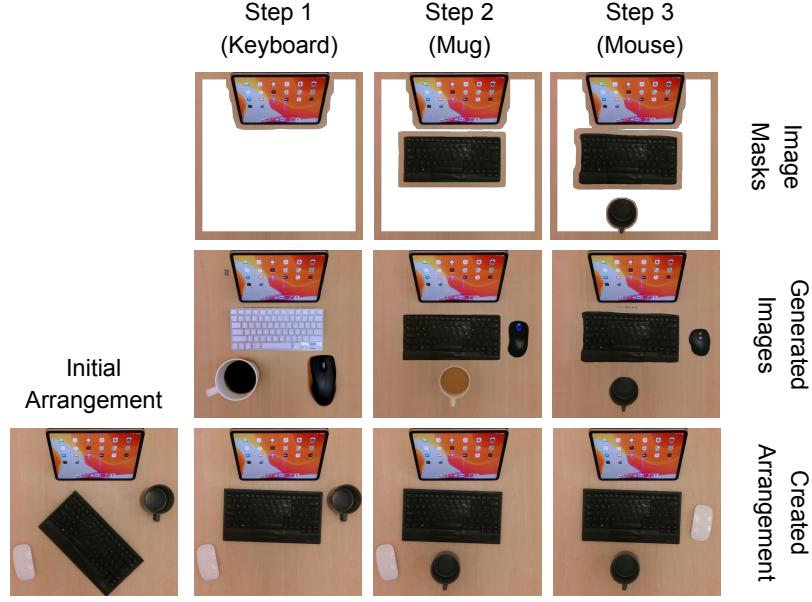 Step 1
(Keyboard)
Step 2
(Mug)
Step 3
(Mouse)
Image
Masks
Generated
Images
Initial
Arrangement
Created
Arrangement